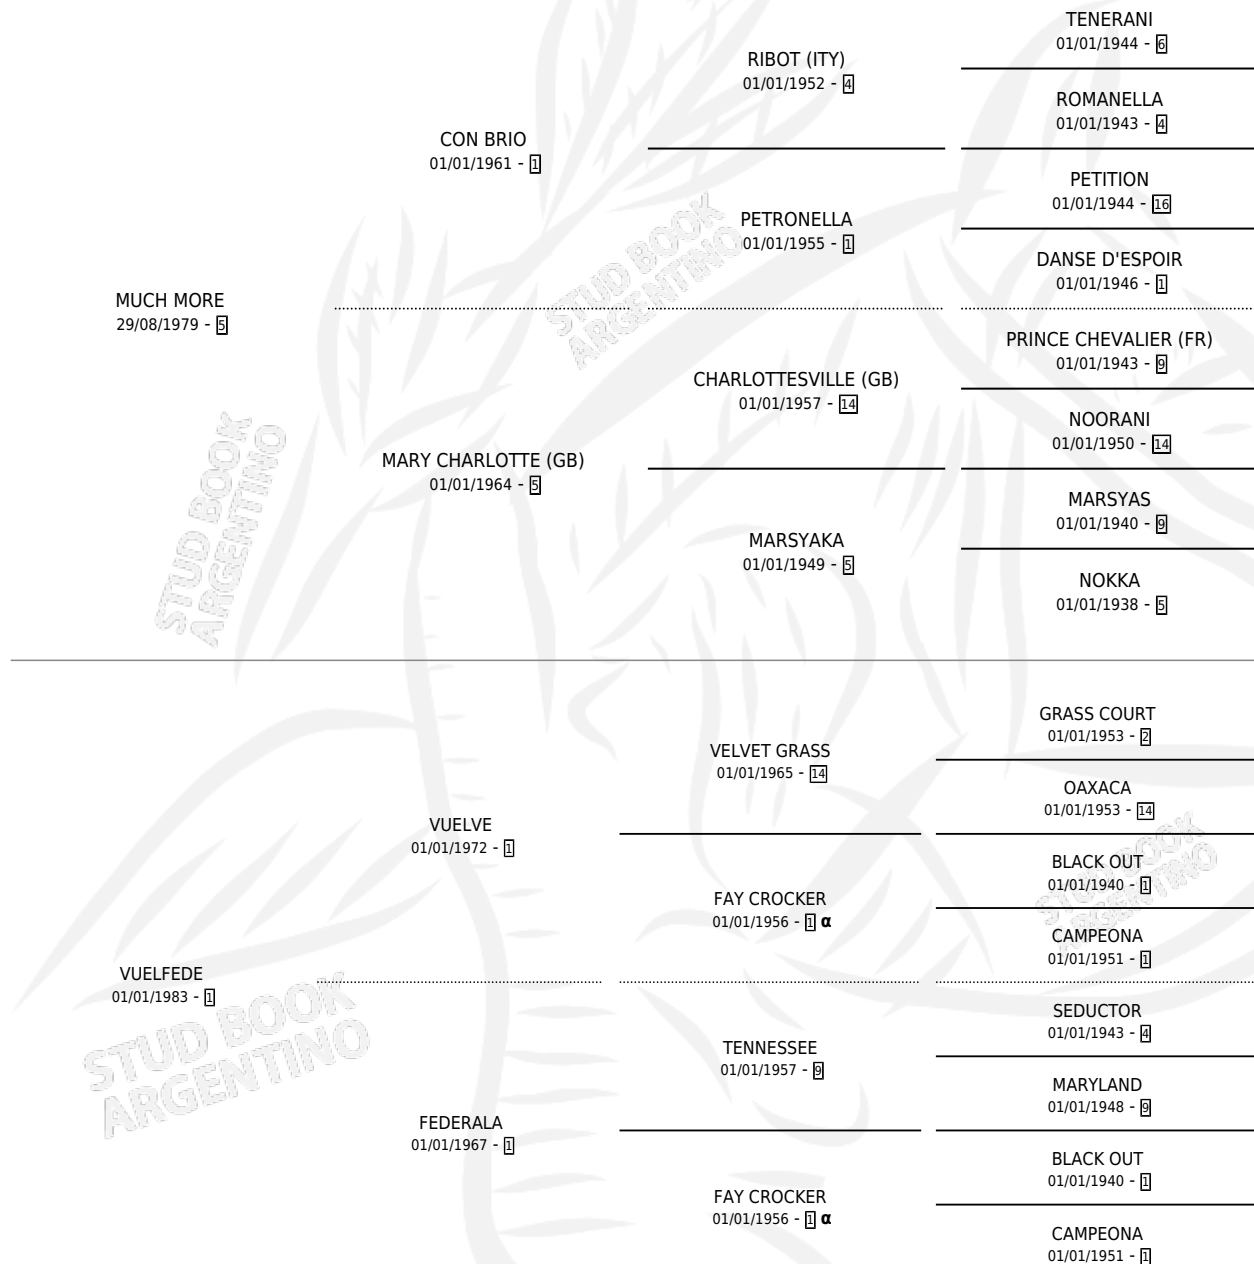 TENERANI
01/01/1944 - 6
RIBOT (ITY)
01/01/1952 - 4
ROMANELLA
01/01/1943 - 4
CON BRIO
01/01/1961 - 1
PETITION
01/01/1944 - 16
PETRONELLA
01/01/1955 - 1
DANSE D'ESPOIR
01/01/1946 - 1
MUCH MORE
29/08/1979 - 5
PRINCE CHEVALIER (FR)
01/01/1943 - 9
CHARLOTTESVILLE (GB)
01/01/1957 - 14
NOORANI
01/01/1950 - 14
MARY CHARLOTTE (GB)
01/01/1964 - 5
MARSYAS
01/01/1940 - 9
MARSYAKA
01/01/1949 - 5
NOKKA
01/01/1938 - 5
GRASS COURT
01/01/1953 - 2
VELVET GRASS
01/01/1965 - 14
OAXACA
01/01/1953 - 14
VUELVE
01/01/1972 - 1
BLACK OUT
01/01/1940 - 1
FAY CROCKER
01/01/1956 - 1 α
CAMPEONA
01/01/1951 - 1
VUELFEDE
01/01/1983 - 1
SEDUCTOR
01/01/1943 - 4
TENNESSEE
01/01/1957 - 9
MARYLAND
01/01/1948 - 9
FEDERALA
01/01/1967 - 1
BLACK OUT
01/01/1940 - 1
FAY CROCKER
01/01/1956 - 1 α
CAMPEONA
01/01/1951 - 1
STUD BOOK
ARGENTINO
STUD BOOK
ARGENTINO
STUD BOOK
ARGENTINO
STUD BOOK
ARGENTINO